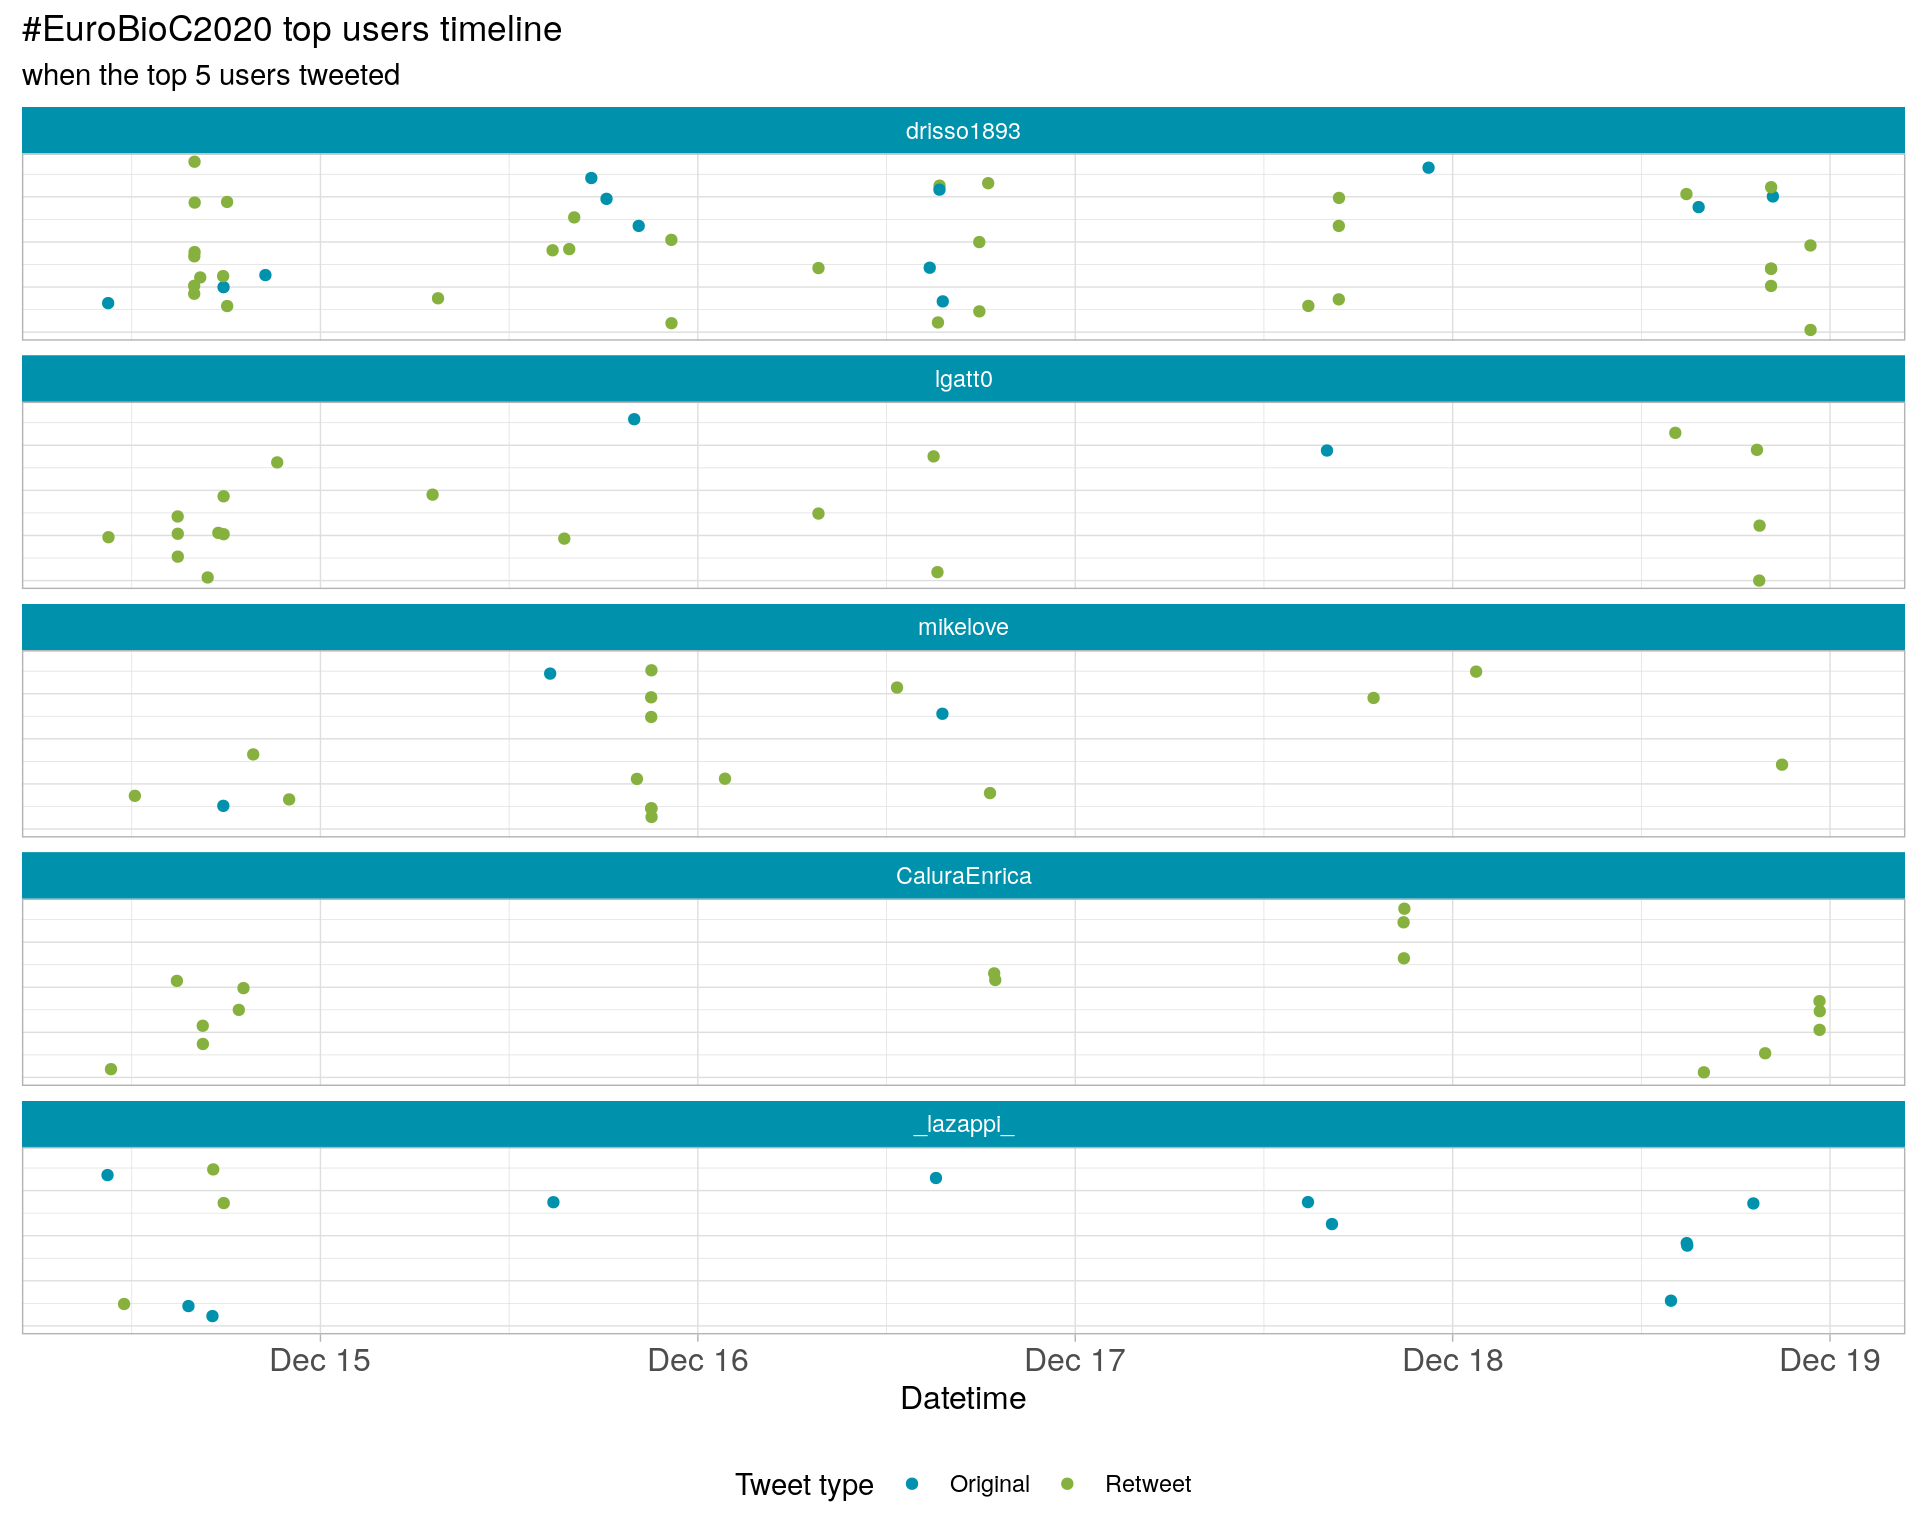 #EuroBioC2020 top users timeline
when the top 5 users tweeted
drisso1893
lgatt0
mikelove
CaluraEnrica
_lazappi_
Dec 15 Dec 16 Dec 17 Dec 18 Dec 19
Datetime
Tweet type Original Retweet